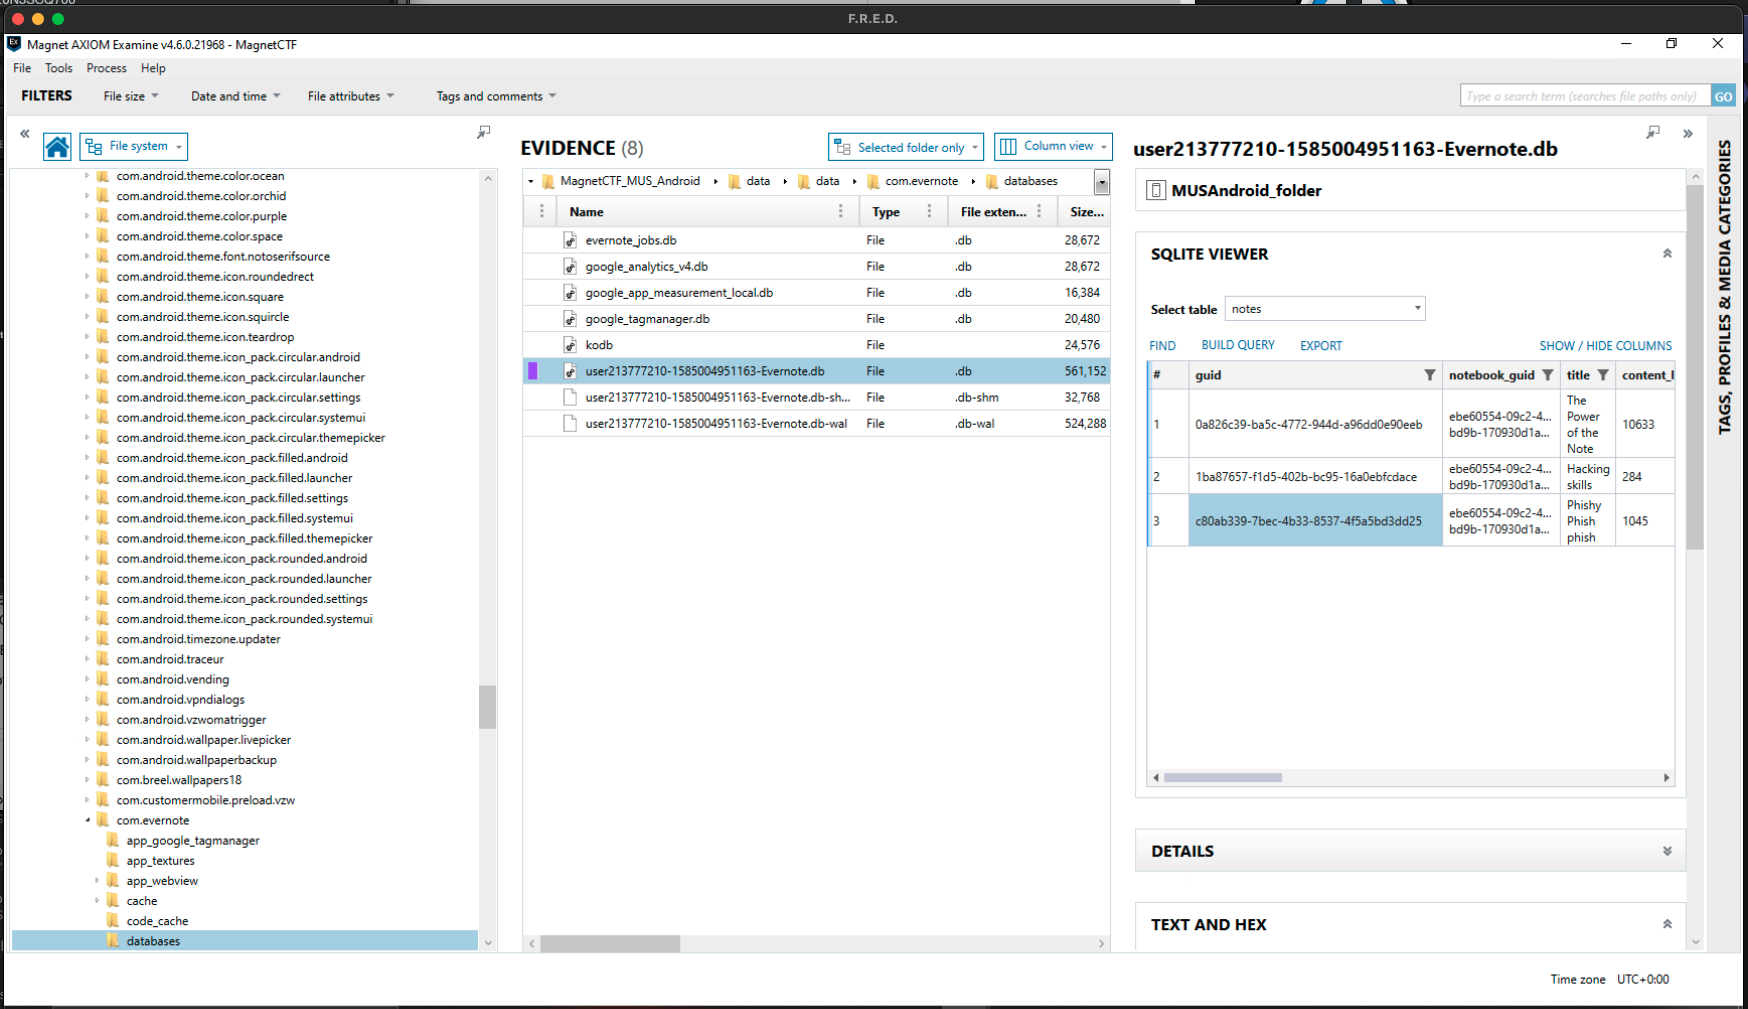 F.R.E.D.
Magnet AXIOM Examine v4.6.0.21968 - MagnetCTF
File Tools Process Help
FILTERS File size Date and time File attributes Tags and comments
Type a search term (searches file paths only) GO
File system
com.android.theme.color.ocean
com.android.theme.color.orchid
com.android.theme.color.purple
com.android.theme.color.space
com.android.theme.font.notoserifsource
com.android.theme.icon.roundedrect
com.android.theme.icon.square
com.android.theme.icon.squircle
com.android.theme.icon.teardrop
com.android.theme.icon_pack.circular.android
com.android.theme.icon_pack.circular.launcher
com.android.theme.icon_pack.circular.settings
com.android.theme.icon_pack.circular.systemui
com.android.theme.icon_pack.circular.themepicker
com.android.theme.icon_pack.filled.android
com.android.theme.icon_pack.filled.launcher
com.android.theme.icon_pack.filled.settings
com.android.theme.icon_pack.filled.systemui
com.android.theme.icon_pack.filled.themepicker
com.android.theme.icon_pack.rounded.android
com.android.theme.icon_pack.rounded.launcher
com.android.theme.icon_pack.rounded.settings
com.android.theme.icon_pack.rounded.systemui
com.android.timezone.updater
com.android.traceur
com.android.vending
com.android.vpndialogs
com.android.vzwomatrigger
com.android.wallpaper.livepicker
com.android.wallpaperbackup
com.breel.wallpapers18
com.customermobile.preload.vzw
com.evernote
app_google_tagmanager
app_textures
app_webview
cache
code_cache
databases
EVIDENCE (8) Selected folder only Column view
MagnetCTF_MUS_Android data data com.evernote databases
Name Type File exten... Size...
evernote_jobs.db File .db 28,672
google_analytics_v4.db File .db 28,672
google_app_measurement_local.db File .db 16,384
google_tagmanager.db File .db 20,480
kodb File 24,576
user213777210-1585004951163-Evernote.db File .db 561,152
user213777210-1585004951163-Evernote.db-sh... File .db-shm 32,768
user213777210-1585004951163-Evernote.db-wal File .db-wal 524,288
user213777210-1585004951163-Evernote.db
MUSAndroid_folder
SQLITE VIEWER
Select table notes
FIND BUILD QUERY EXPORT SHOW / HIDE COLUMNS
# guid notebook_guid title content_l
1 0a826c39-ba5c-4772-944d-a96dd0e90eeb ebe60554-09c2-4... bd9b-170930d1a... The Power of the Note 10633
2 1ba87657-f1d5-402b-bc95-16a0ebfcdace ebe60554-09c2-4... bd9b-170930d1a... Hacking skills 284
3 c80ab339-7bec-4b33-8537-4f5a5bd3dd25 ebe60554-09c2-4... bd9b-170930d1a... Phishy Phish phish 1045
DETAILS
TEXT AND HEX
TAGS, PROFILES & MEDIA CATEGORIES
Time zone UTC+0:00